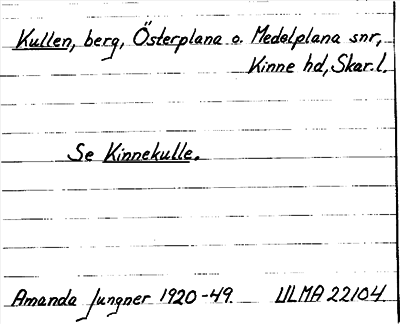 Kullen, berg, Österplana o. Medelplana snr,
Kinne hd, Skar. l.
Se Kinnekulle.
Amanda Jungner 1920-49. ULMA 22104